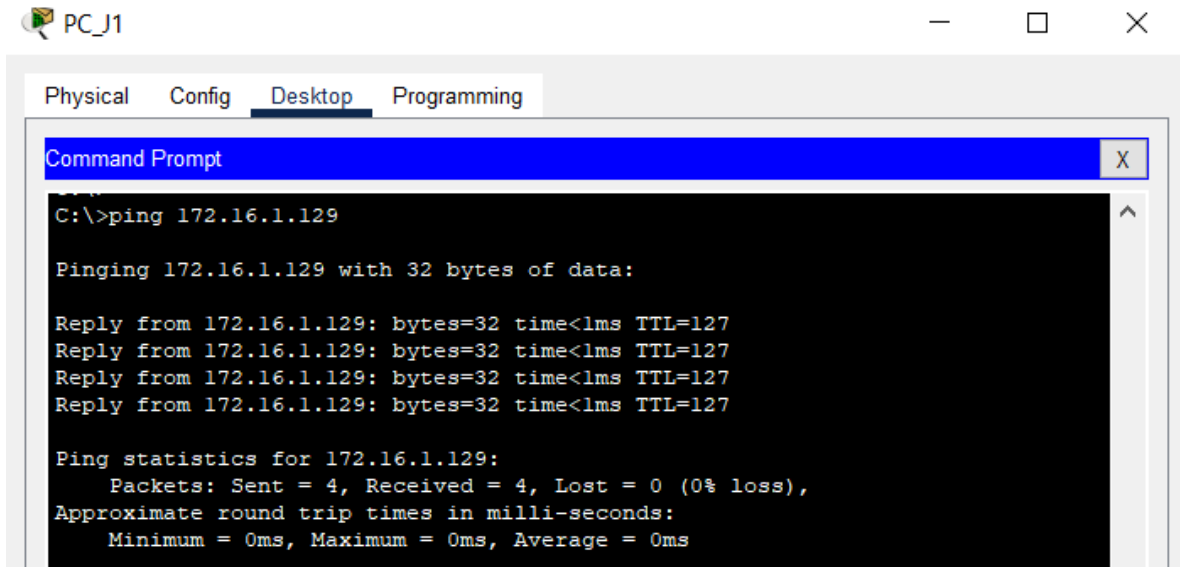 PC_J1
Physical Config Desktop Programming
Command Prompt X
C:\>ping 172.16.1.129
Pinging 172.16.1.129 with 32 bytes of data:
Reply from 172.16.1.129: bytes=32 time<1ms TTL=127
Reply from 172.16.1.129: bytes=32 time<1ms TTL=127
Reply from 172.16.1.129: bytes=32 time<1ms TTL=127
Reply from 172.16.1.129: bytes=32 time<1ms TTL=127
Ping statistics for 172.16.1.129:
Packets: Sent = 4, Received = 4, Lost = 0 (0% loss),
Approximate round trip times in milli-seconds:
Minimum = 0ms, Maximum = 0ms, Average = 0ms